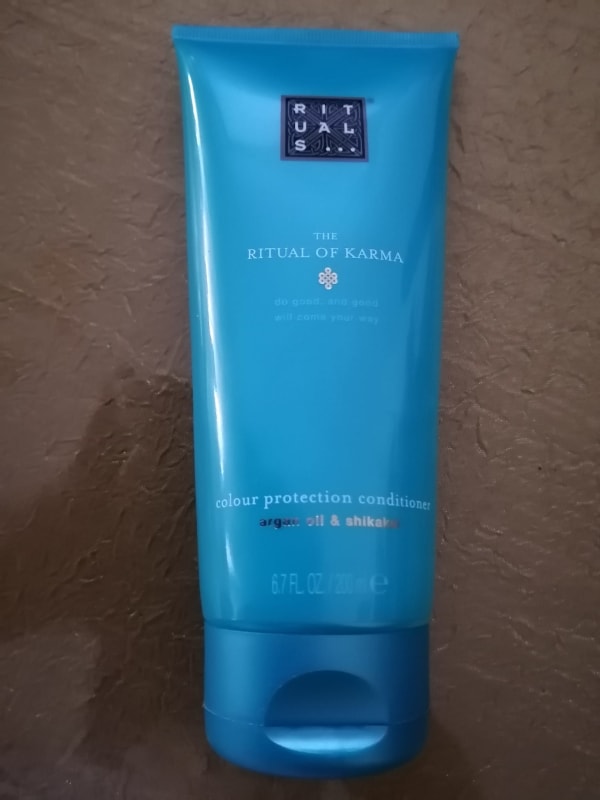 RIT
UAL
S...
THE
RITUAL OF KARMA
do good, and good
will come your way
colour protection conditioner
argan oil & shikakai
6.7 FL. OZ. / 200 ml e